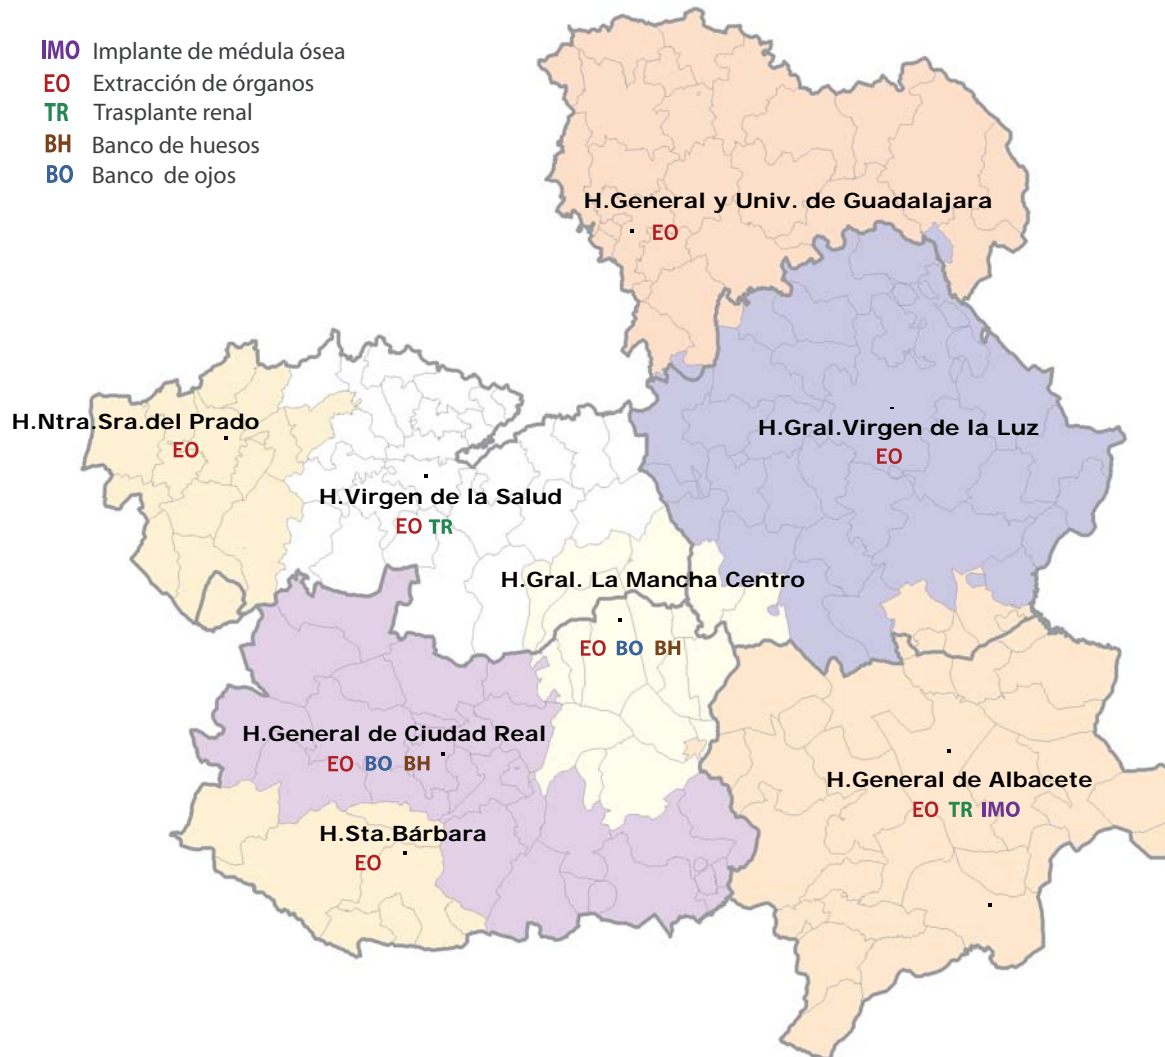 IMO Implante de médula ósea
EO Extracción de órganos
TR Trasplante renal
BH Banco de huesos
BO Banco de ojos
H.General y Univ. de Guadalajara
EO
H.Ntra.Sra.del Prado
EO
H.Gral.Virgen de la Luz
EO
H.Virgen de la Salud
EO TR
H.Gral. La Mancha Centro
EO BO BH
H.General de Ciudad Real
EO BO BH
H.General de Albacete
EO TR IMO
H.Sta.Bárbara
EO